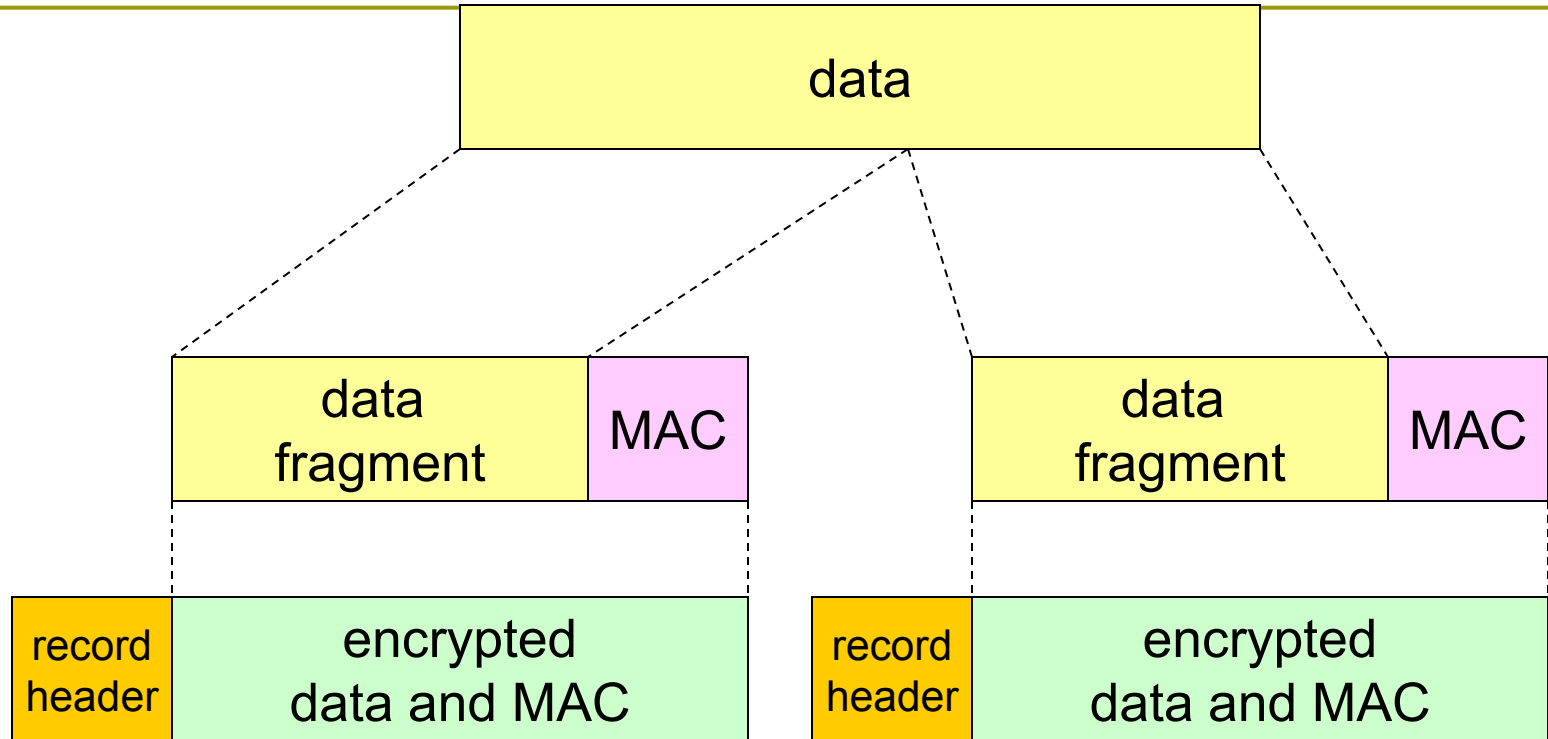 data
data
fragment
MAC
data
fragment
MAC
record
header
encrypted
data and MAC
record
header
encrypted
data and MAC